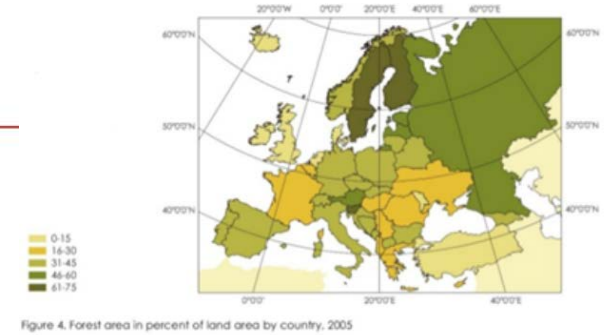 20°0'0"W 0°0'0" 20°0'0"E 40°0'0"E 60°0'0"E
60°0'0"N 60°0'0"N
50°0'0"N 50°0'0"N
40°0'0"N 40°0'0"N
0-15
16-30
31-45
46-60
61-75
0°0'0" 20°0'0"E 40°0'0"E
Figure 4. Forest area in percent of land area by country, 2005